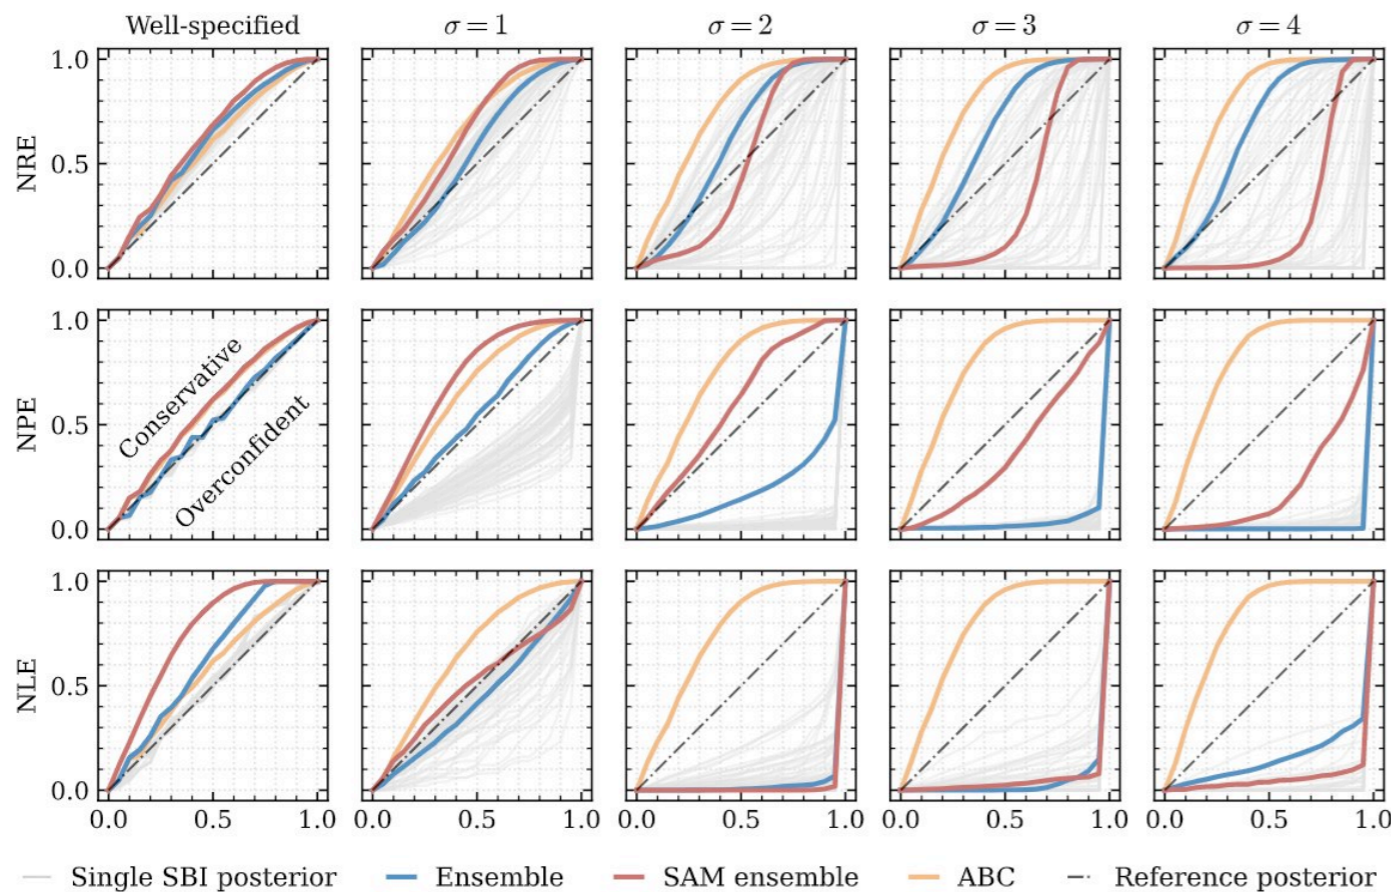 Well-specified
σ = 1
σ = 2
σ = 3
σ = 4
NRE
1.0
0.5
0.0
NPE
1.0
0.5
0.0
Conservative
Overconfident
NLE
1.0
0.5
0.0
0.0 0.5 1.0
0.0 0.5 1.0
0.0 0.5 1.0
0.0 0.5 1.0
0.0 0.5 1.0
Single SBI posterior
Ensemble
SAM ensemble
ABC
Reference posterior